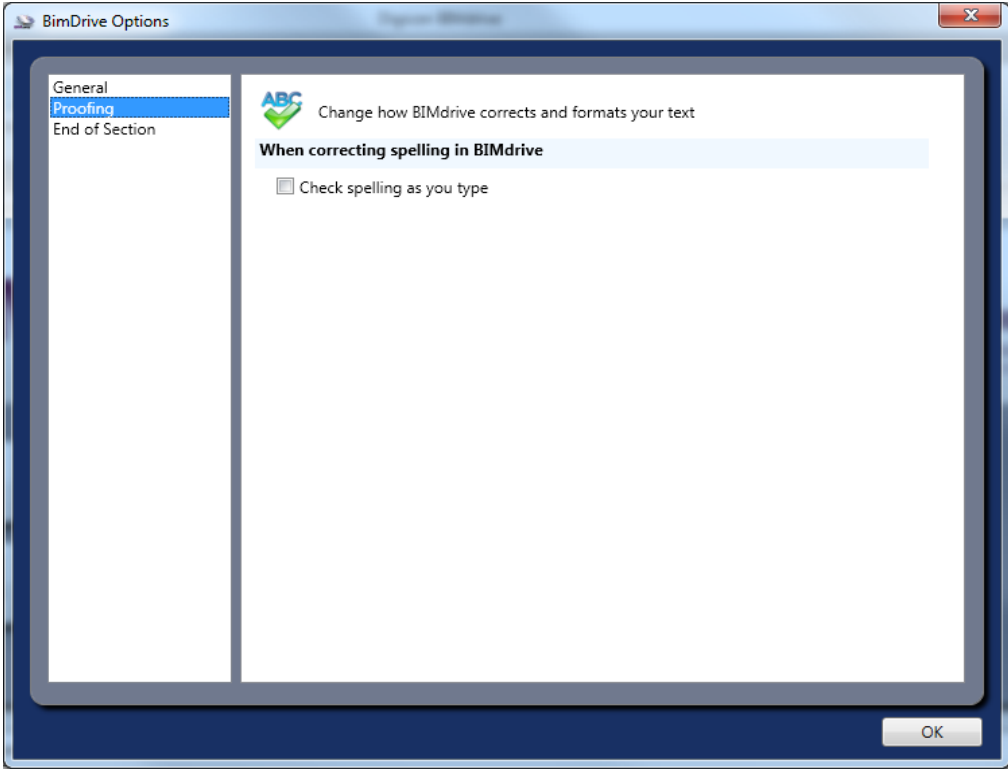 BimDrive Options
General
Proofing
End of Section
ABC
Change how BIMdrive corrects and formats your text
When correcting spelling in BIMdrive
Check spelling as you type
OK